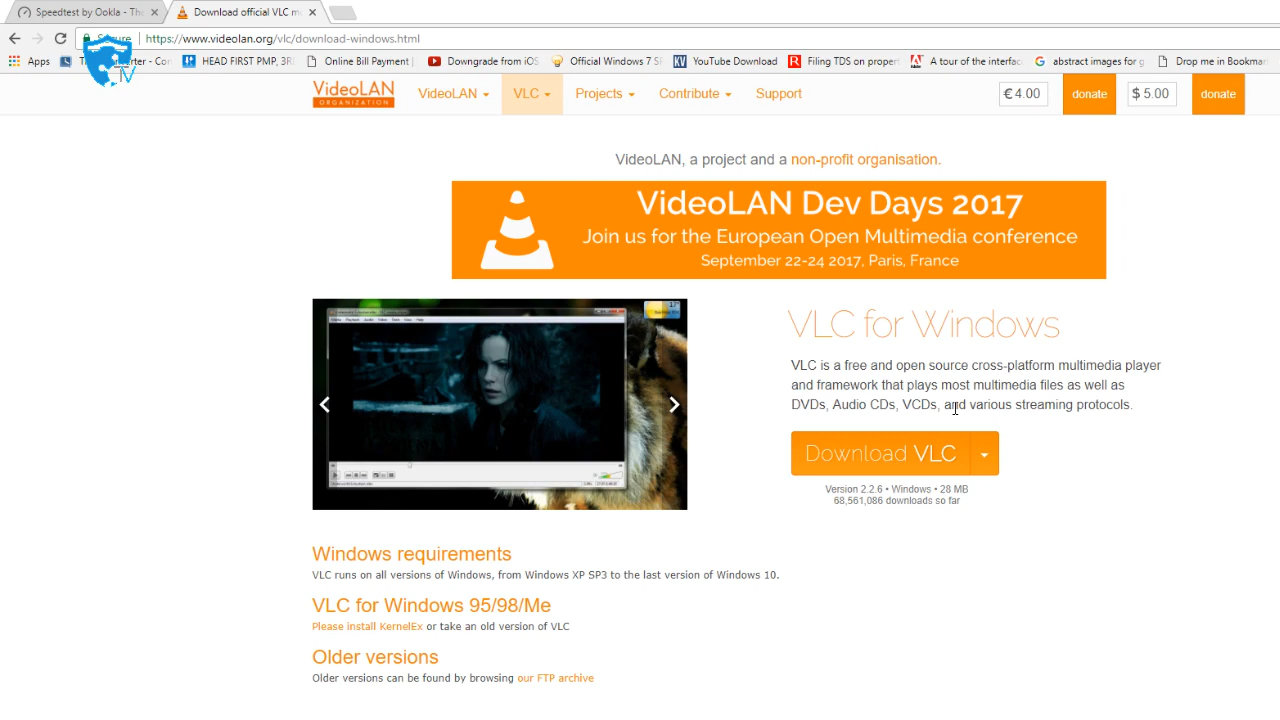 Speedtest by Ookla - Th
Download official VLC m
Secure
https://www.videolan.org/vlc/download-windows.html
Apps
HEAD FIRST PMP, 3R
Online Bill Payment
Downgrade from iOS
Official Windows 7 S
YouTube Download
Filing TDS on proper
A tour of the interfac
abstract images for g
Drop me in Bookma
VideoLAN
ORGANIZATION
VideoLAN
VLC
Projects
Contribute
Support
€ 4.00
donate
$ 5.00
donate
VideoLAN, a project and a non-profit organisation.
VideoLAN Dev Days 2017
Join us for the European Open Multimedia conference
September 22-24 2017, Paris, France
VLC for Windows
VLC is a free and open source cross-platform multimedia player
and framework that plays most multimedia files as well as
DVDs, Audio CDs, VCDs, and various streaming protocols.
Download VLC
Version 2.2.6 • Windows • 28 MB
68,561,086 downloads so far
Windows requirements
VLC runs on all versions of Windows, from Windows XP SP3 to the last version of Windows 10.
VLC for Windows 95/98/Me
Please install KernelEx or take an old version of VLC
Older versions
Older versions can be found by browsing our FTP archive